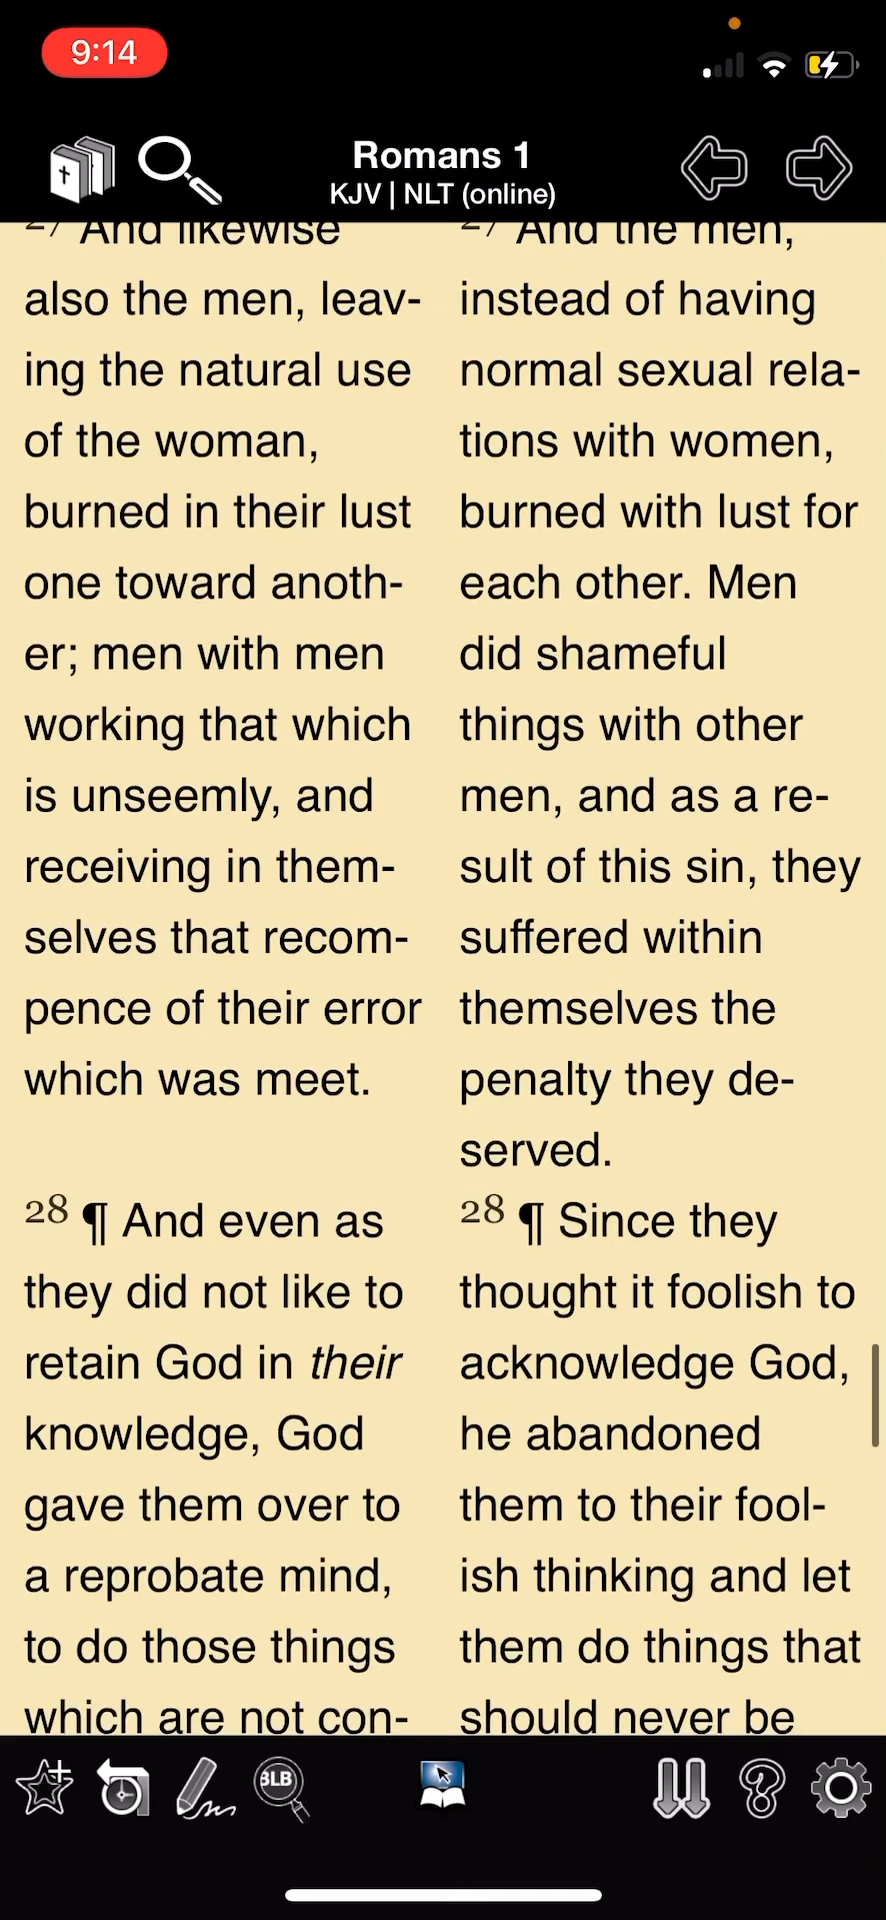 9:14
Romans 1
KJV | NLT (online)
27 And likewise
also the men, leav-
ing the natural use
of the woman,
burned in their lust
one toward anoth-
er; men with men
working that which
is unseemly, and
receiving in them-
selves that recom-
pence of their error
which was meet.
28 ¶ And even as
they did not like to
retain God in their
knowledge, God
gave them over to
a reprobate mind,
to do those things
which are not con-
27 And the men,
instead of having
normal sexual rela-
tions with women,
burned with lust for
each other. Men
did shameful
things with other
men, and as a re-
sult of this sin, they
suffered within
themselves the
penalty they de-
served.
28 ¶ Since they
thought it foolish to
acknowledge God,
he abandoned
them to their fool-
ish thinking and let
them do things that
should never be
BLB